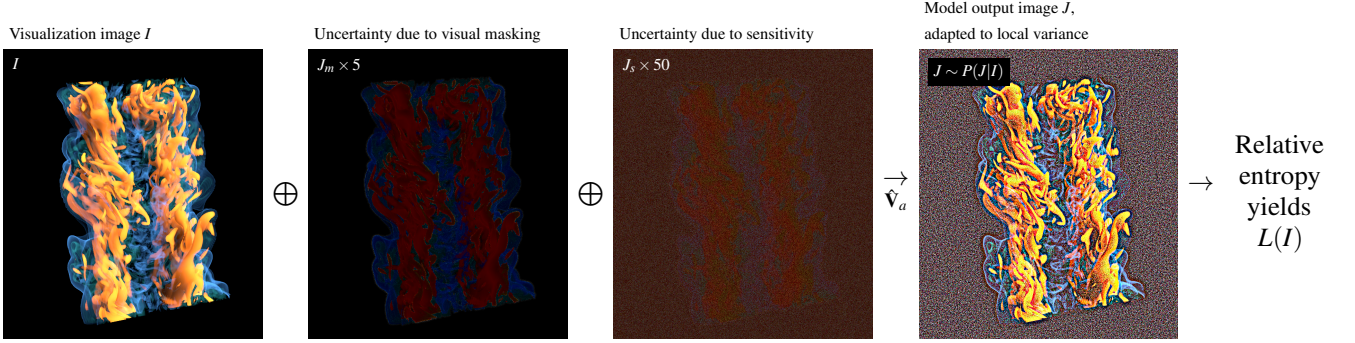 Visualization image I
I
⊕
Uncertainty due to visual masking
J_m × 5
⊕
Uncertainty due to sensitivity
J_s × 50
→
V̂_a
Model output image J,
adapted to local variance
J ∼ P(J|I)
→
Relative
entropy
yields
L(I)